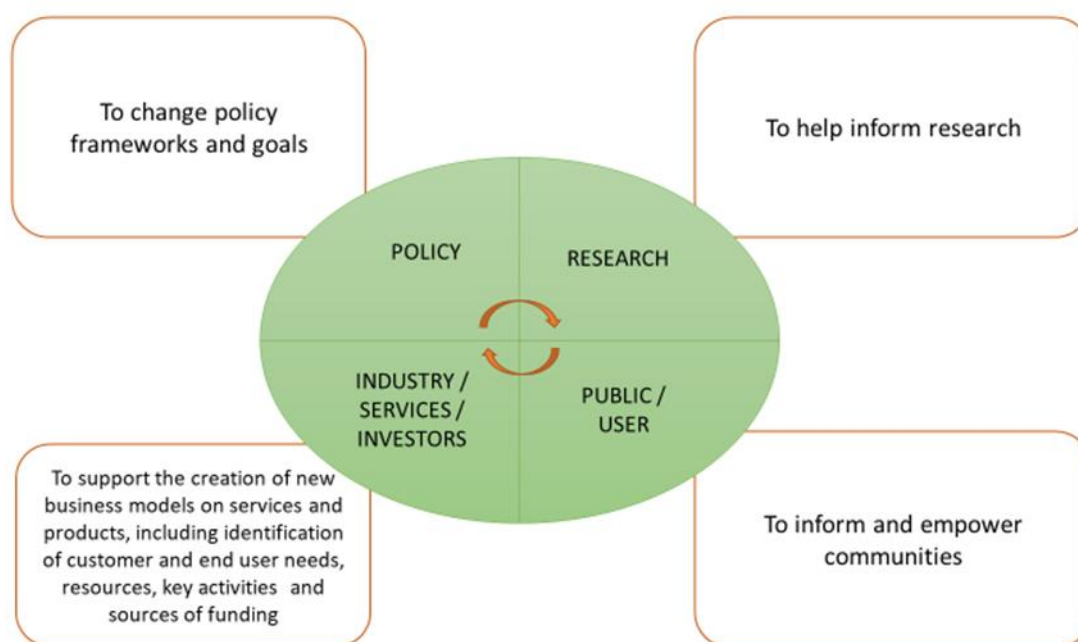 To change policy
frameworks and goals
To help inform research
POLICY
RESEARCH
INDUSTRY /
SERVICES /
INVESTORS
PUBLIC /
USER
To support the creation of new
business models on services and
products, including identification
of customer and end user needs,
resources, key activities and
sources of funding
To inform and empower
communities